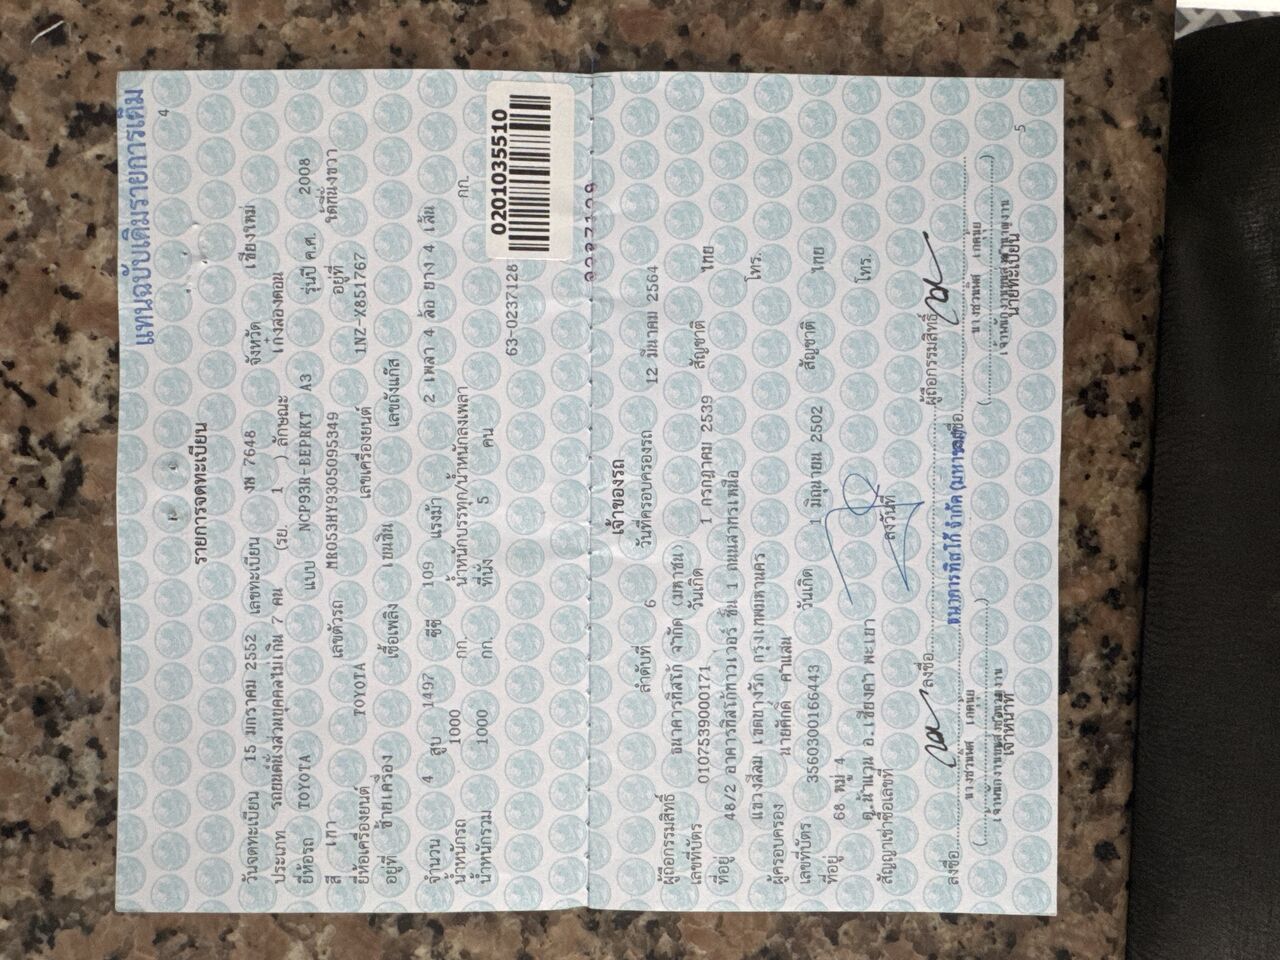 แทนฉบับเดิมรายการเดิม
4
รายการจดทะเบียน
วันจดทะเบียน 15 มกราคม 2552 เลขทะเบียน งษ 7648 จังหวัด เชียงใหม่
ประเภท รถยนต์นั่งส่วนบุคคลไม่เกิน 7 คน (รย. 1 ) ลักษณะ เก๋งสองตอน
ยี่ห้อรถ TOYOTA แบบ NCP93R-BEPRKT A3 รุ่นปี ค.ศ. 2008
สี เทา เลขตัวรถ MR053HY9305095349 อยู่ที่ ใต้ที่นั่งขวา
ยี่ห้อเครื่องยนต์ TOYOTA เลขเครื่องยนต์ 1NZ-X851767
อยู่ที่ ซ้ายเครื่อง เชื้อเพลิง เบนซิน เลขถังแก๊ส
จำนวน 4 สูบ 1497 ซีซี 109 แรงม้า 2 เพลา 4 ล้อ ยาง 4 เส้น
น้ำหนักรถ 1000 กก. น้ำหนักบรรทุก/น้ำหนักลงเพลา กก.
น้ำหนักรวม 1000 กก. ที่นั่ง 5 คน
63-0237128
0201035510
เจ้าของรถ
ลำดับที่ 6 วันที่ครอบครองรถ 12 มีนาคม 2564
ผู้ถือกรรมสิทธิ์ ธนาคารทิสโก้ จำกัด (มหาชน)
เลขที่บัตร 0107539000171 วันเกิด 1 กรกฎาคม 2539 สัญชาติ ไทย
ที่อยู่ 48/2 อาคารทิสโก้ทาวเวอร์ ชั้น 1 ถนนสาทรเหนือ
แขวงสีลม เขตบางรัก กรุงเทพมหานคร โทร.
ผู้ครอบครอง นายศักดิ์ คำแสน
เลขที่บัตร 3560300166443 วันเกิด 1 มิถุนายน 2502 สัญชาติ ไทย
ที่อยู่ 68 หมู่ 4
ต.น้ำแวน อ.เชียงคำ พะเยา โทร.
สัญญาเช่าซื้อเลขที่ ลงวันที่
ลงชื่อ ผู้ถือกรรมสิทธิ์
ธนาคารทิสโก้ จำกัด (มหาชน)
ลงชื่อ ลงชื่อ
เจ้าหน้าที่ นายทะเบียน
5